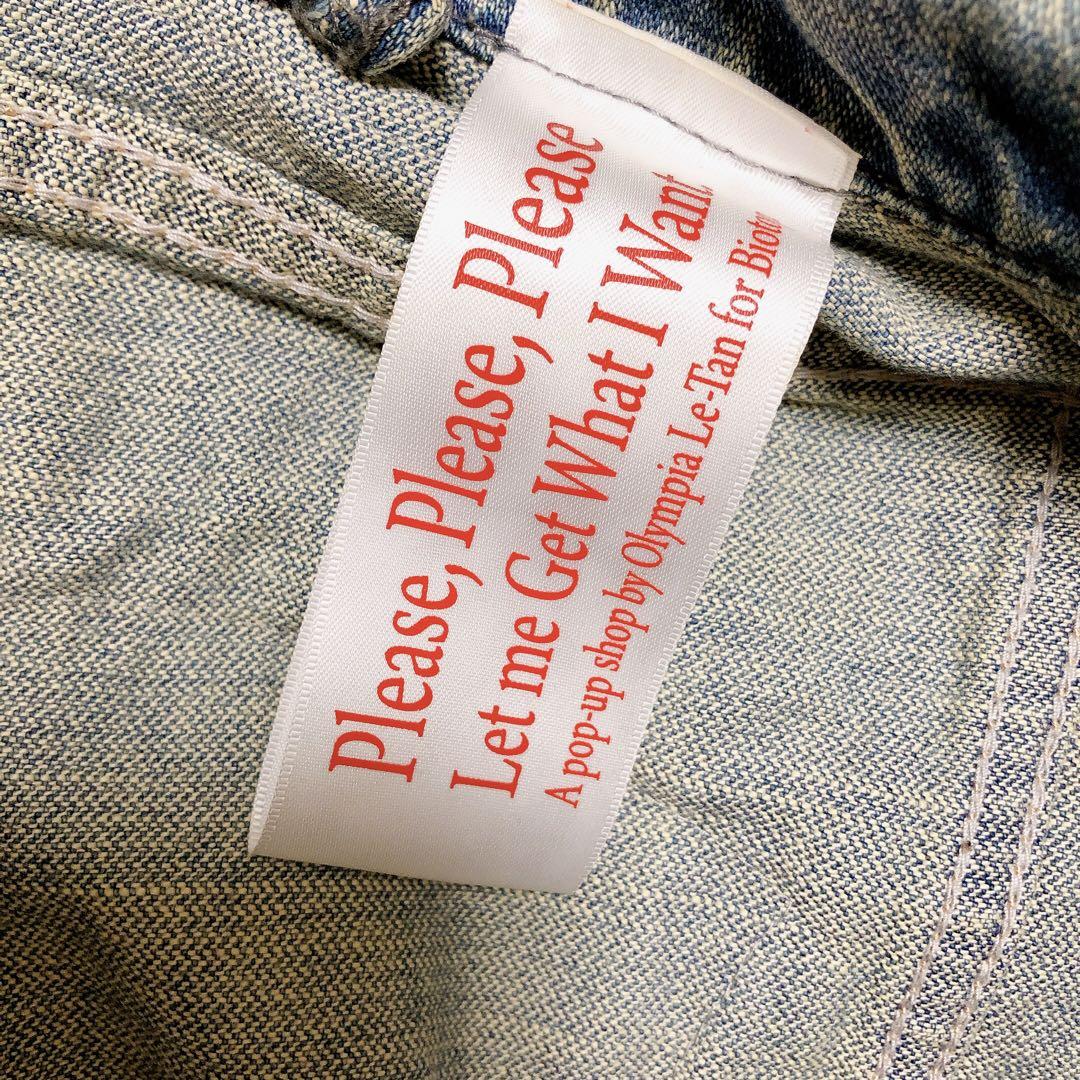 Please, Please, Please
Let me Get What I Want
A pop-up shop by Olympia Le-Tan for